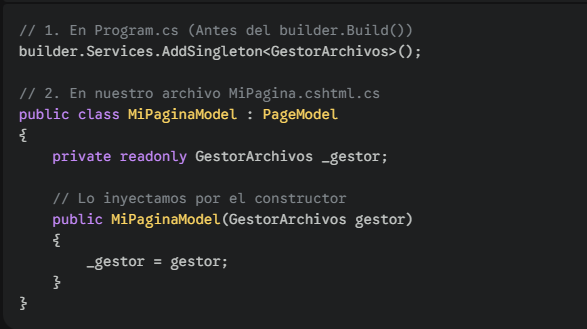 // 1. En Program.cs (Antes del builder.Build())
builder.Services.AddSingleton<GestorArchivos>();

// 2. En nuestro archivo MiPagina.cshtml.cs
public class MiPaginaModel : PageModel
{
    private readonly GestorArchivos _gestor;

    // Lo inyectamos por el constructor
    public MiPaginaModel(GestorArchivos gestor)
    {
        _gestor = gestor;
    }
}